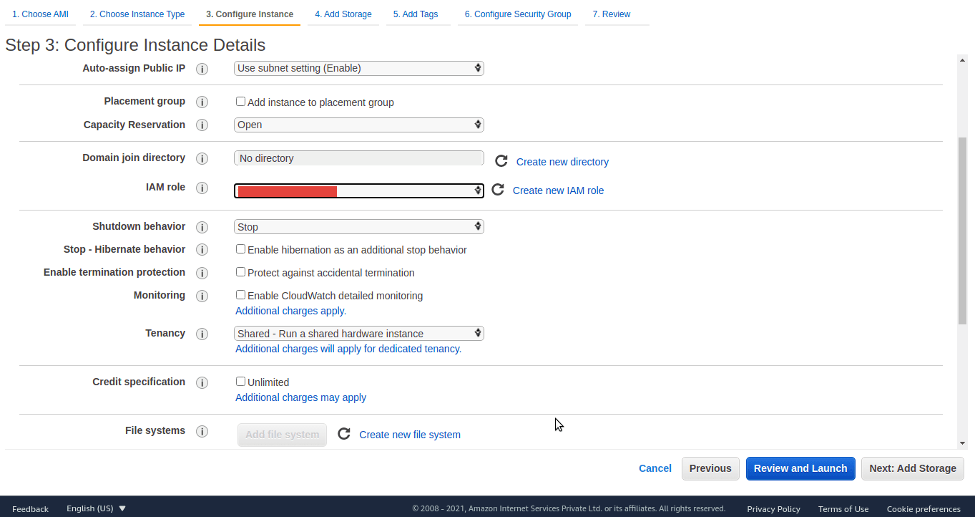 1. Choose AMI 2. Choose Instance Type 3. Configure Instance 4. Add Storage 5. Add Tags 6. Configure Security Group 7. Review
Step 3: Configure Instance Details
Auto-assign Public IP i Use subnet setting (Enable)
Placement group i Add instance to placement group
Capacity Reservation i Open
Domain join directory i No directory Create new directory
IAM role i Create new IAM role
Shutdown behavior i Stop
Stop - Hibernate behavior i Enable hibernation as an additional stop behavior
Enable termination protection i Protect against accidental termination
Monitoring i Enable CloudWatch detailed monitoring
Additional charges apply.
Tenancy i Shared - Run a shared hardware instance
Additional charges will apply for dedicated tenancy.
Credit specification i Unlimited
Additional charges may apply
File systems i Add file system Create new file system
Cancel Previous Review and Launch Next: Add Storage
Feedback English (US) © 2008 - 2021, Amazon Internet Services Private Ltd. or its affiliates. All rights reserved. Privacy Policy Terms of Use Cookie preferences